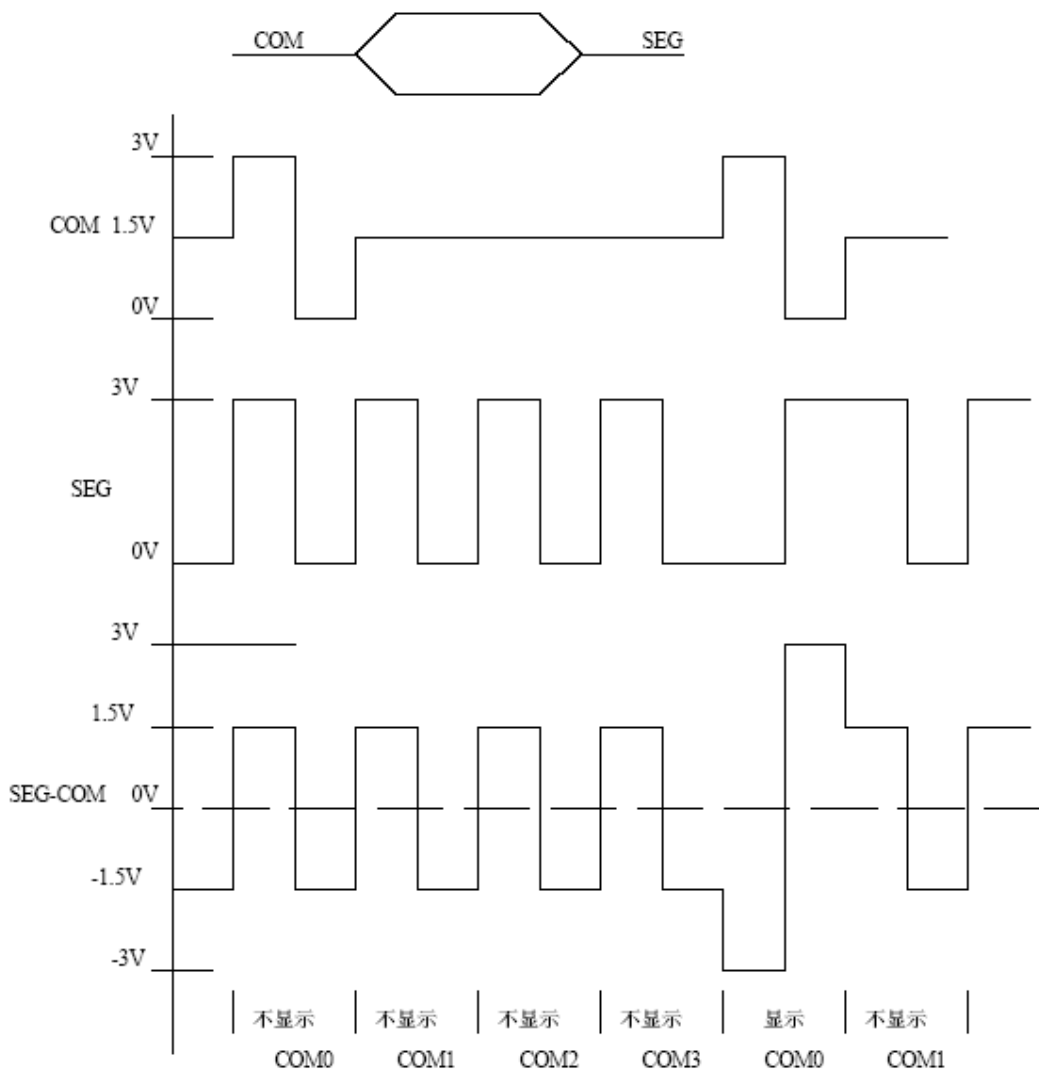 COM SEG
3V
COM 1.5V
0V
3V
SEG
0V
3V
1.5V
SEG-COM 0V
-1.5V
-3V
不显示 不显示 不显示 不显示 显示 不显示
COM0 COM1 COM2 COM3 COM0 COM1